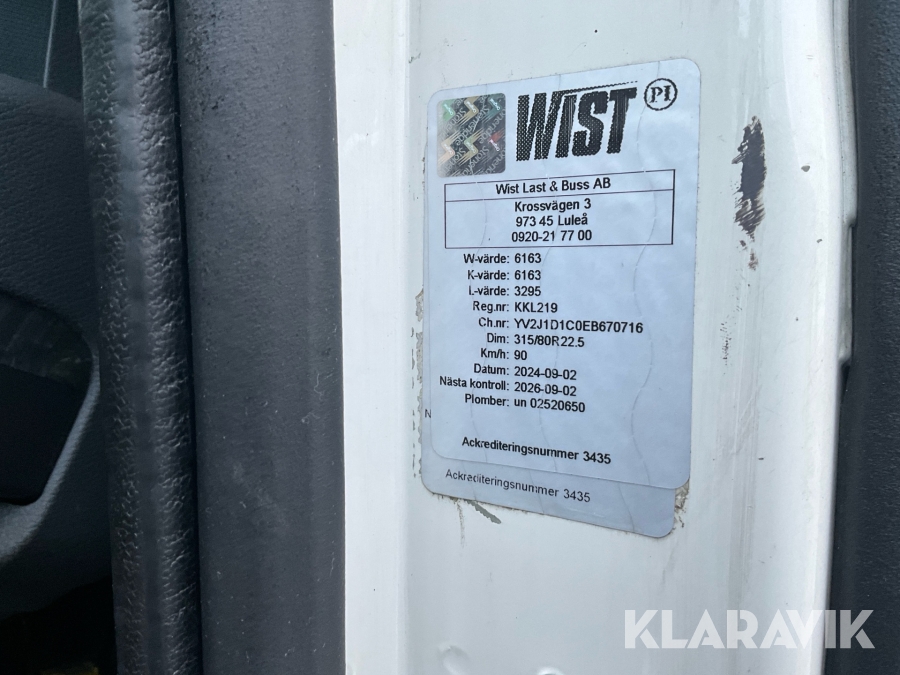 WIST
PI
Wist Last & Buss AB
Krossvägen 3
973 45 Luleå
0920-21 77 00
W-värde: 6163
K-värde: 6163
L-värde: 3295
Reg.nr: KKL219
Ch.nr: YV2J1D1C0EB670716
Dim: 315/80R22.5
Km/h: 90
Datum: 2024-09-02
Nästa kontroll: 2026-09-02
Plomber: un 02520650
N
Ackrediteringsnummer 3435
Ackrediteringsnummer 3435
KLARAVIK